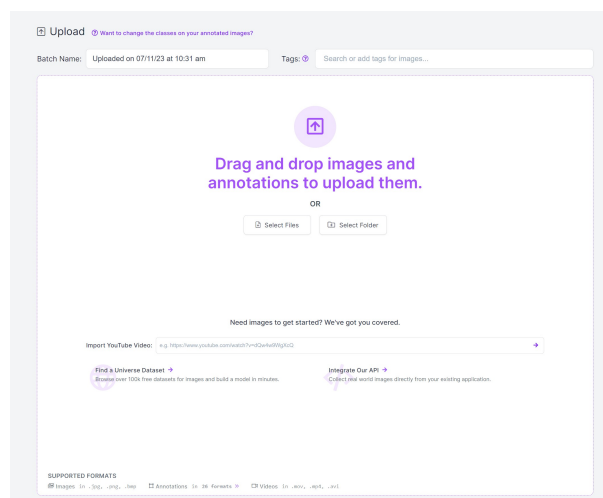 Upload
Want to change the classes on your annotated images?
Batch Name: Uploaded on 07/11/23 at 10:31 am Tags: Search or add tags for images...
Drag and drop images and
annotations to upload them.
OR
Select Files Select Folder
Need images to get started? We've got you covered.
Import YouTube Video: e.g. https://www.youtube.com/watch?v=dQw4w9WgXcQ
Find a Universe Dataset → Integrate Our API →
Browse over 100k free datasets for images and build a model in minutes. Collect real world images directly from your existing application.
SUPPORTED FORMATS
Images in .jpg, .png, .bmp Annotations in 26 formats » Videos in .mov, .mp4, .avi